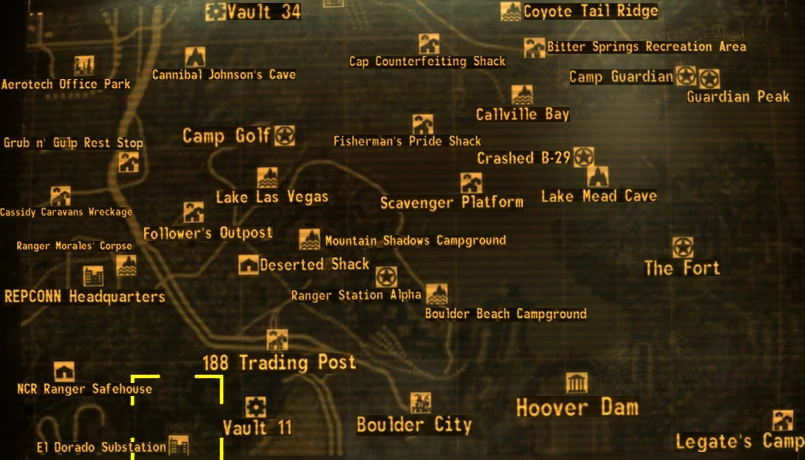 Vault 34
Coyote Tail Ridge
Cap Counterfeiting Shack
Bitter Springs Recreation Area
Aerotech Office Park
Cannibal Johnson's Cave
Camp Guardian
Guardian Peak
Callville Bay
Grub n' Gulp Rest Stop
Camp Golf
Fisherman's Pride Shack
Crashed B-29
Lake Las Vegas
Scavenger Platform
Lake Mead Cave
Cassidy Caravans Wreckage
Follower's Outpost
Ranger Morales' Corpse
Mountain Shadows Campground
Deserted Shack
The Fort
REPCONN Headquarters
Ranger Station Alpha
Boulder Beach Campground
188 Trading Post
NCR Ranger Safehouse
Hoover Dam
Vault 11
Boulder City
El Dorado Substation
Legate's Camp